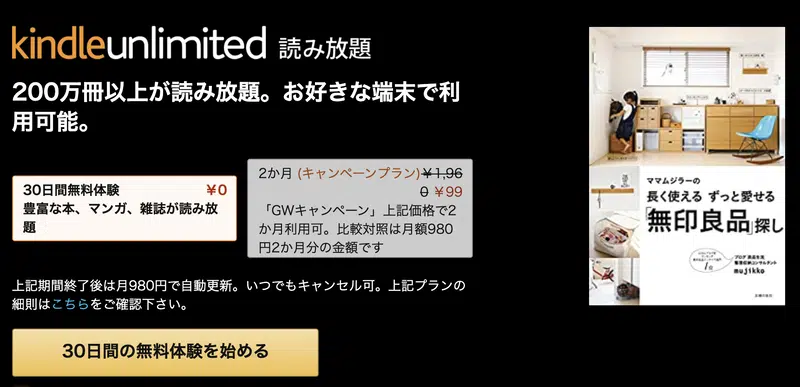 kindleunlimited 読み放題
200万冊以上が読み放題。お好きな端末で利
用可能。
30日間無料体験 ¥0
豊富な本、マンガ、雑誌が読み放
題
2か月 (キャンペーンプラン)¥1,96
0 ¥99
「GWキャンペーン」上記価格で2
か月利用可。比較対照は月額980
円2か月分の金額です
上記期間終了後は月980円で自動更新。いつでもキャンセル可。上記プランの
細則はこちらをご確認下さい。
30日間の無料体験を始める
ママムジラーの
長く使える ずっと愛せる
「無印良品」探し
mujikko